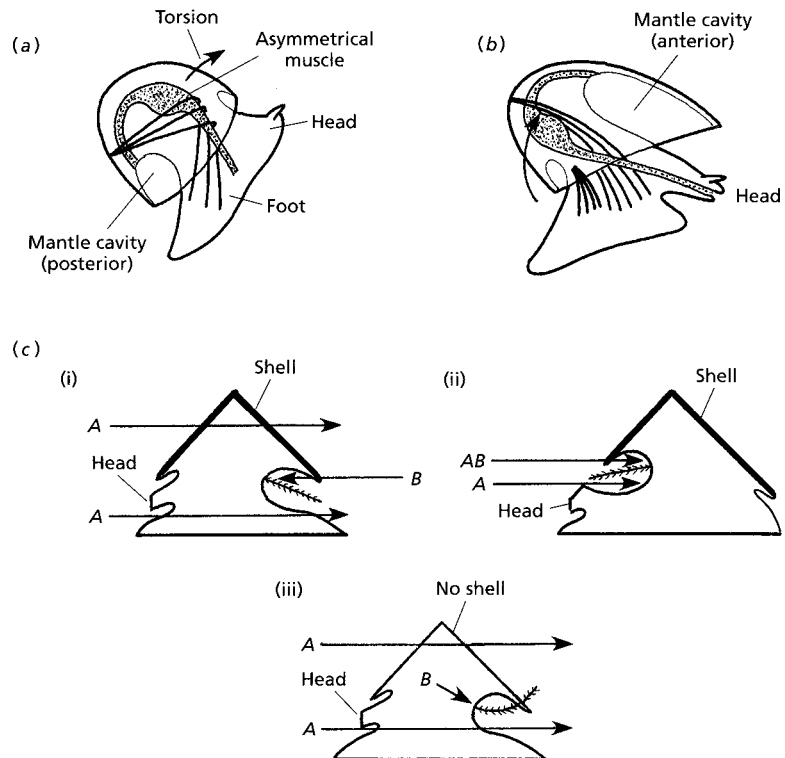 (a)
Torsion
Asymmetrical
muscle
Head
Foot
Mantle cavity
(posterior)
(b)
Mantle cavity
(anterior)
Head
(c)
(i)
Shell
A
Head
B
A
(ii)
Shell
AB
A
Head
(iii)
No shell
A
Head
B
A